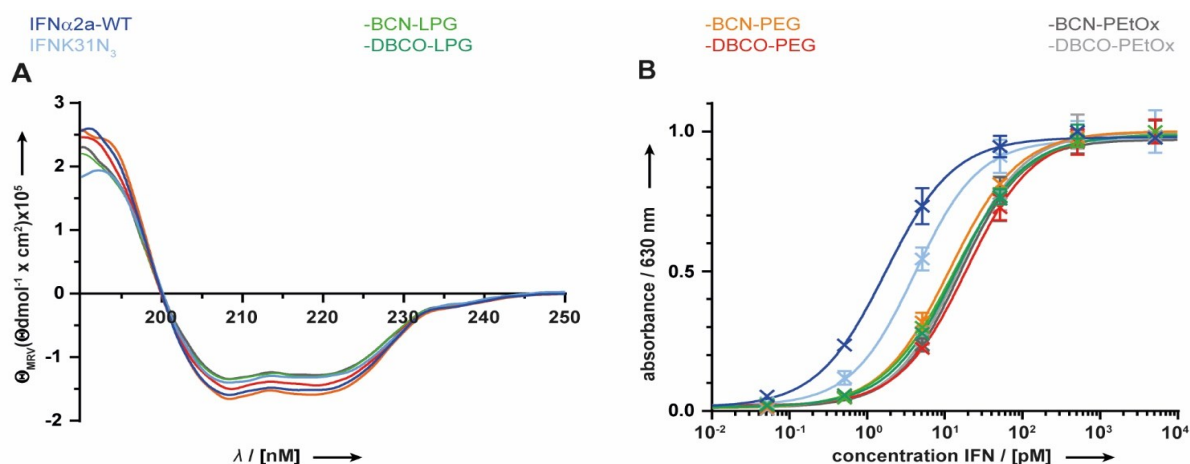 IFNα2a-WT -BCN-LPG -BCN-PEG -BCN-PEtOx
IFNK31N₃ -DBCO-LPG -DBCO-PEG -DBCO-PEtOx
A
3
2
1
0
-1
-2
200 210 220 230 240 250
Θ_MRV(Θdmol⁻¹ x cm²)x10⁵
λ / [nM]
B
1.0
0.5
0.0
10⁻² 10⁻¹ 10⁰ 10¹ 10² 10³ 10⁴
absorbance / 630 nm
concentration IFN / [pM]